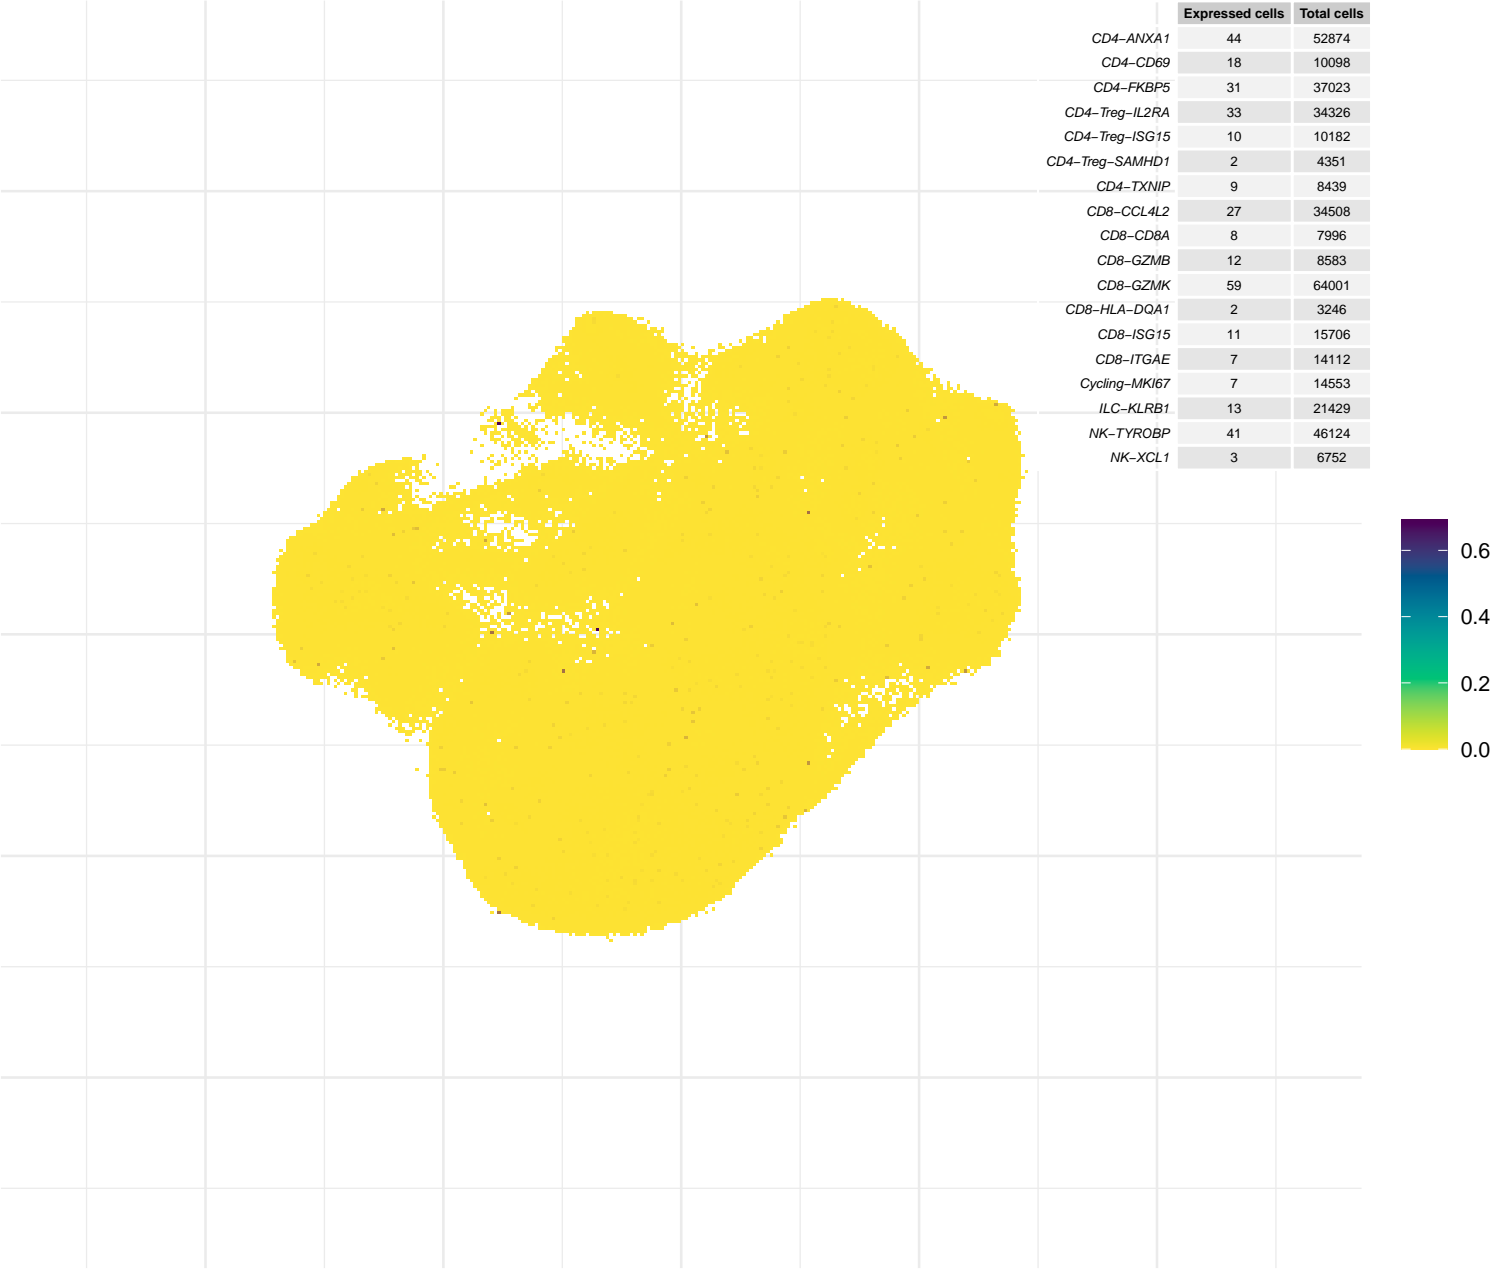 Expressed cells Total cells
CD4−ANXA1 44 52874
CD4−CD69 18 10098
CD4−FKBP5 31 37023
CD4−Treg−IL2RA 33 34326
CD4−Treg−ISG15 10 10182
CD4−Treg−SAMHD1 2 4351
CD4−TXNIP 9 8439
CD8−CCL4L2 27 34508
CD8−CD8A 8 7996
CD8−GZMB 12 8583
CD8−GZMK 59 64001
CD8−HLA−DQA1 2 3246
CD8−ISG15 11 15706
CD8−ITGAE 7 14112
Cycling−MKI67 7 14553
ILC−KLRB1 13 21429
NK−TYROBP 41 46124
NK−XCL1 3 6752
0.6
0.4
0.2
0.0